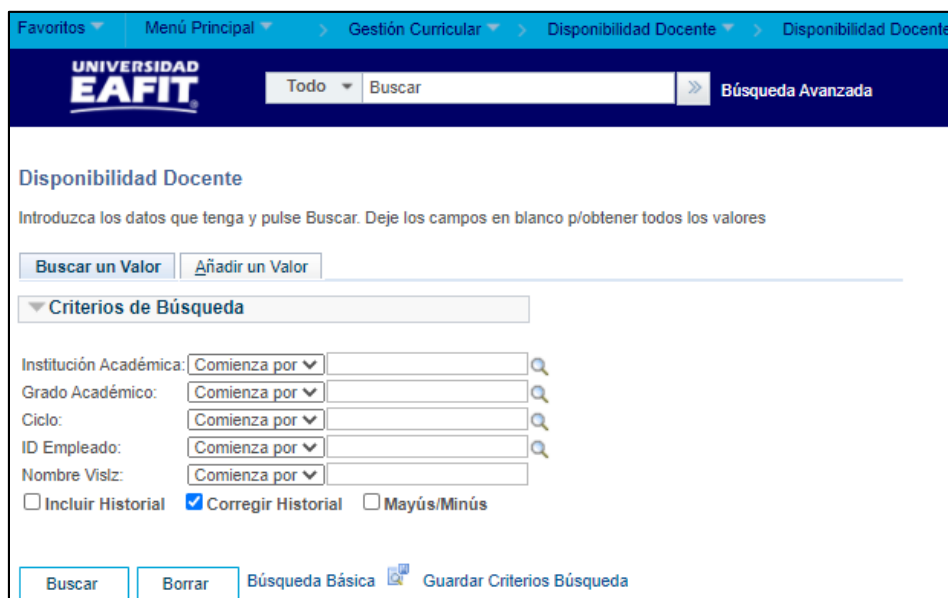 Favoritos Menú Principal > Gestión Curricular > Disponibilidad Docente > Disponibilidad Docente
UNIVERSIDAD
EAFIT
Todo Buscar » Búsqueda Avanzada
Disponibilidad Docente
Introduzca los datos que tenga y pulse Buscar. Deje los campos en blanco p/obtener todos los valores
Buscar un Valor Añadir un Valor
Criterios de Búsqueda
Institución Académica: Comienza por
Grado Académico: Comienza por
Ciclo: Comienza por
ID Empleado: Comienza por
Nombre Vislz: Comienza por
Incluir Historial Corregir Historial Mayús/Minús
Buscar Borrar Búsqueda Básica Guardar Criterios Búsqueda